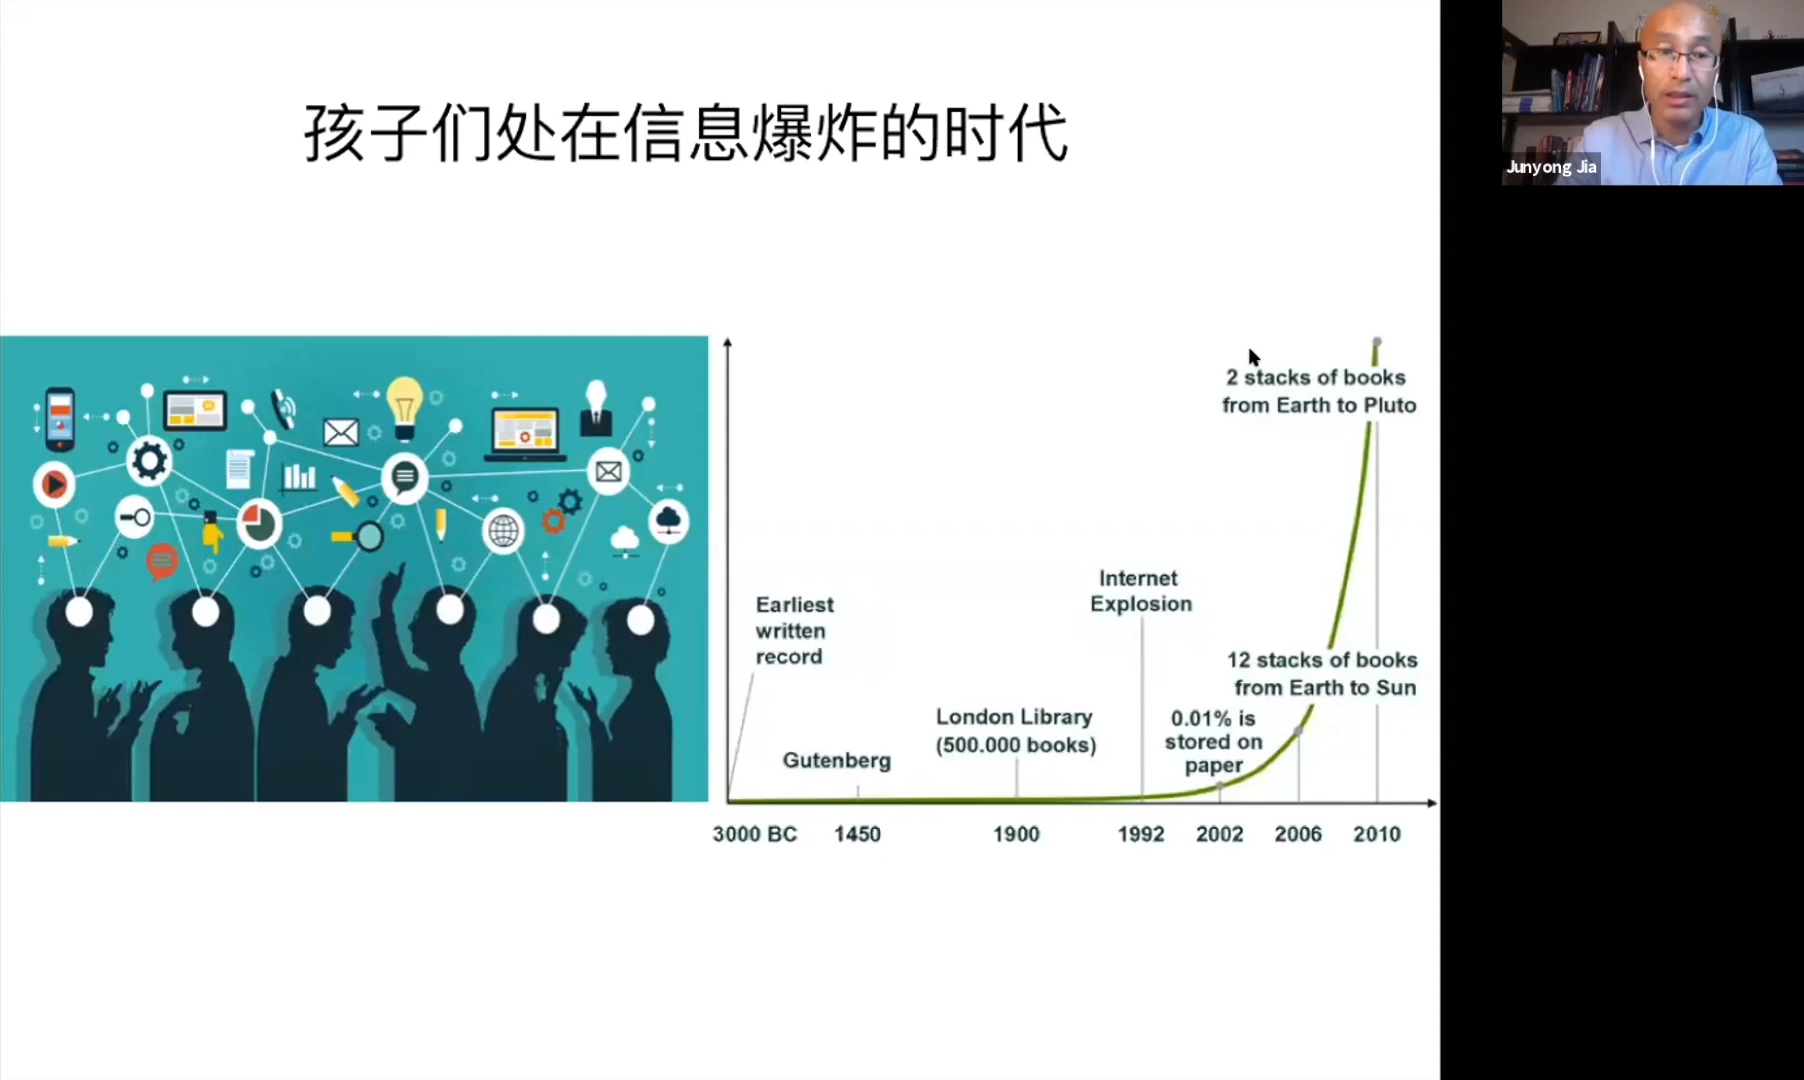 孩子们处在信息爆炸的时代
Junyong Jia
2 stacks of books
from Earth to Pluto
Internet
Explosion
Earliest
written
record
12 stacks of books
from Earth to Sun
London Library
(500.000 books)
0.01% is
stored on
paper
Gutenberg
3000 BC 1450 1900 1992 2002 2006 2010